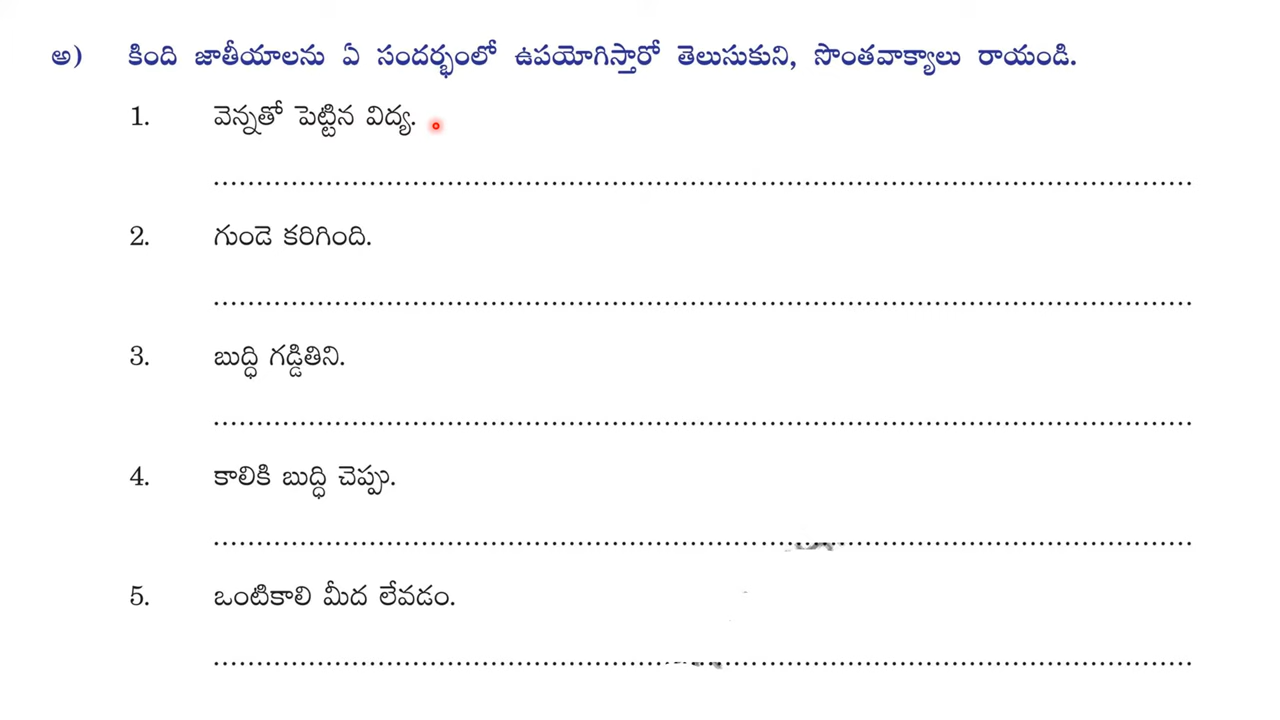 అ) కింది జాతీయాలను ఏ సందర్భంలో ఉపయోగిస్తారో తెలుసుకుని, సొంతవాక్యాలు రాయండి.
1. వెన్నతో పెట్టిన విద్య.
................................................................................................................
2. గుండె కరిగింది.
................................................................................................................
3. బుద్ధి గడ్డితిని.
................................................................................................................
4. కాలికి బుద్ధి చెప్పు.
................................................................................................................
5. ఒంటికాలి మీద లేవడం.
................................................................................................................